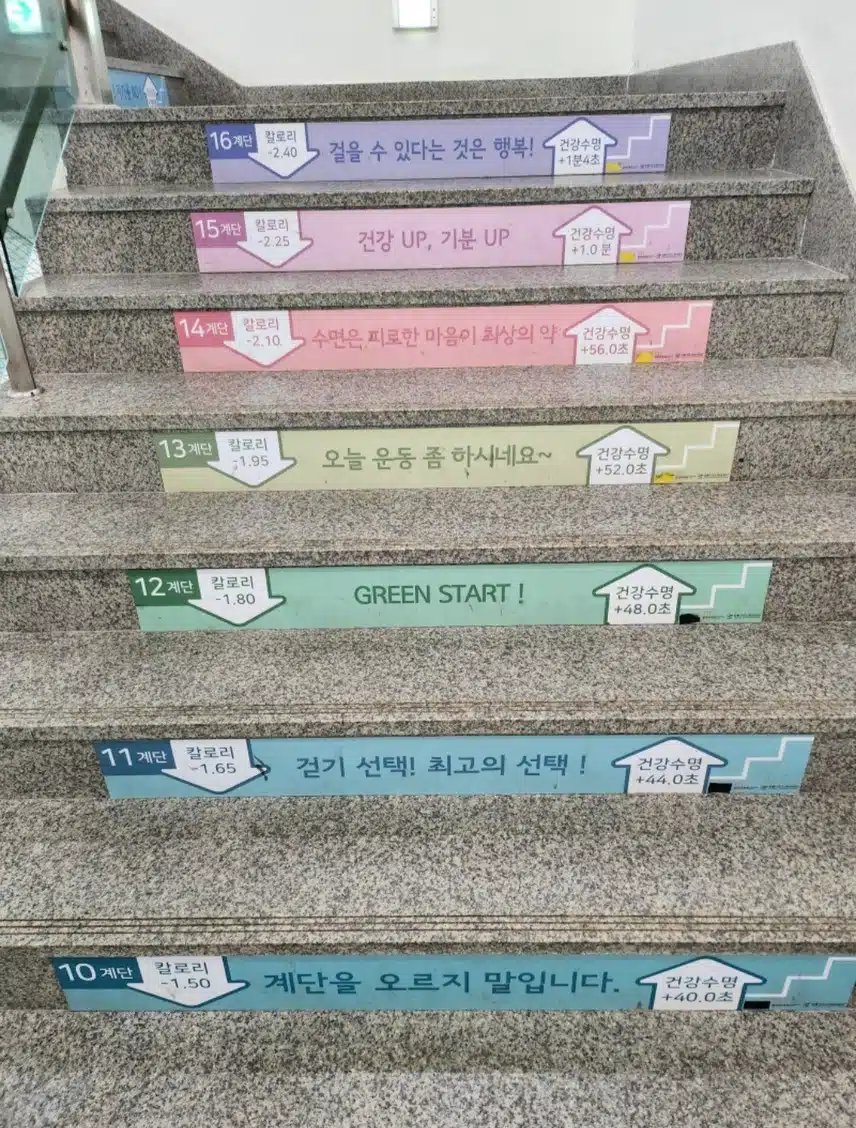 16계단 칼로리 -2.40 걸을 수 있다는 것은 행복! 건강수명 +1분4초
15계단 칼로리 -2.25 건강 UP, 기분 UP 건강수명 +1.0 분
14계단 칼로리 -2.10 수면은 피로한 마음이 최상의 약 건강수명 +56.0초
13계단 칼로리 -1.95 오늘 운동 좀 하시네요~ 건강수명 +52.0초
12계단 칼로리 -1.80 GREEN START ! 건강수명 +48.0초
11계단 칼로리 -1.65 걷기 선택! 최고의 선택 ! 건강수명 +44.0초
10계단 칼로리 -1.50 계단을 오르지 말입니다. 건강수명 +40.0초